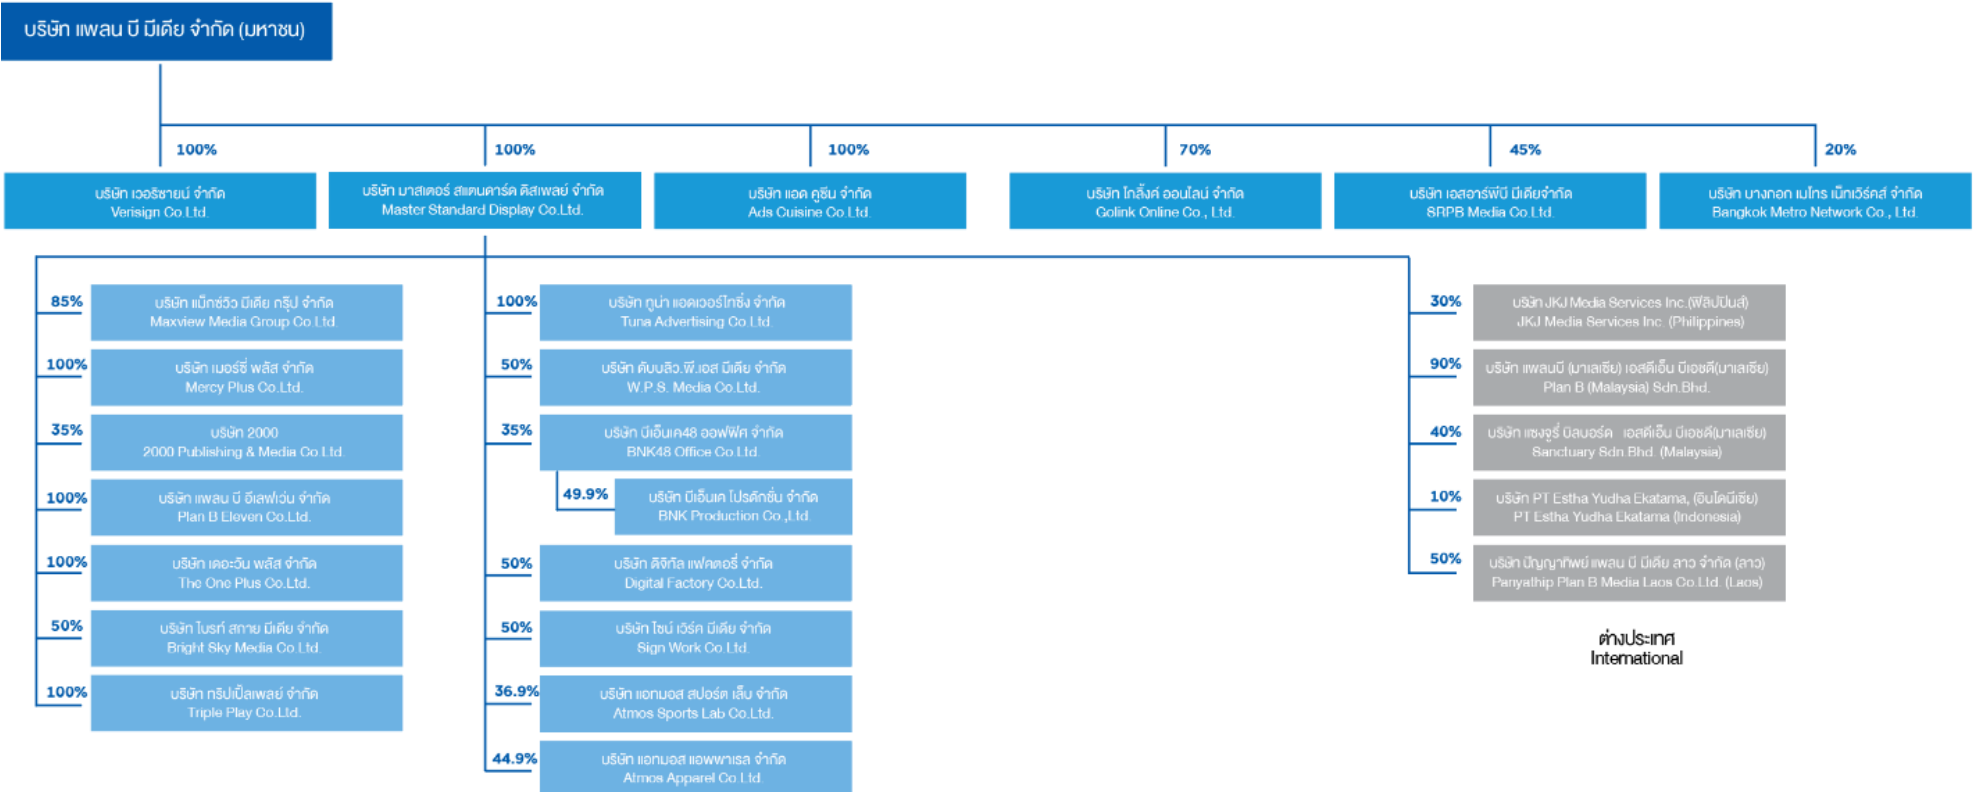 บริษัท แพลน บี มีเดีย จำกัด (มหาชน)
100%
100%
100%
70%
45%
20%
บริษัท เวอริซายน์ จำกัด
Verisign Co.Ltd.
บริษัท มาสเตอร์ สแตนดาร์ด ดิสเพลย์ จำกัด
Master Standard Display Co.Ltd.
บริษัท แอด คูซีน จำกัด
Ads Cuisine Co.Ltd.
บริษัท โกลิ้งค์ ออนไลน์ จำกัด
Golink Online Co., Ltd.
บริษัท เอสอาร์พีบี มีเดียจำกัด
SRPB Media Co.Ltd.
บริษัท บางกอก เมโทร เน็ทเวิร์คส์ จำกัด
Bangkok Metro Network Co., Ltd.
85%
บริษัท แม็กซ์วิว มีเดีย กรุ๊ป จำกัด
Maxview Media Group Co.Ltd.
100%
บริษัท เมอร์ซี่ พลัส จำกัด
Mercy Plus Co.Ltd.
35%
บริษัท 2000
2000 Publishing & Media Co.Ltd.
100%
บริษัท แพลน บี อีเลฟเว่น จำกัด
Plan B Eleven Co.Ltd.
100%
บริษัท เดอะวัน พลัส จำกัด
The One Plus Co.Ltd.
50%
บริษัท ไบรท์ สกาย มีเดีย จำกัด
Bright Sky Media Co.Ltd.
100%
บริษัท ทริปเปิ้ลเพลย์ จำกัด
Triple Play Co.Ltd.
100%
บริษัท ทูน่า แอดเวอร์ไทซิ่ง จำกัด
Tuna Advertising Co.Ltd.
50%
บริษัท ดับบลิว.พี.เอส มีเดีย จำกัด
W.P.S. Media Co.Ltd.
35%
บริษัท บีเอ็นเค48 ออฟฟิศ จำกัด
BNK48 Office Co.Ltd.
49.9%
บริษัท บีเอ็นเค โปรดักชั่น จำกัด
BNK Production Co.,Ltd.
50%
บริษัท ดิจิทัล แฟคตอรี่ จำกัด
Digital Factory Co.Ltd.
50%
บริษัท ไซน์ เวิร์ค มีเดีย จำกัด
Sign Work Co.Ltd.
36.9%
บริษัท แอทมอส สปอร์ต เล็บ จำกัด
Atmos Sports Lab Co.Ltd.
44.9%
บริษัท แอทมอส แอพพาเรล จำกัด
Atmos Apparel Co.Ltd.
30%
บริษัท JKJ Media Services Inc.(ฟิลิปปินส์)
JKJ Media Services Inc. (Philippines)
90%
บริษัท แพลนบี (มาเลเซีย) เอสดีเอ็น บีเอชดี(มาเลเซีย)
Plan B (Malaysia) Sdn.Bhd.
40%
บริษัท แซงจูรี่ บิลบอร์ด เอสดีเอ็น บีเอชดี(มาเลเซีย)
Sanctuary Sdn.Bhd. (Malaysia)
10%
บริษัท PT Estha Yudha Ekatama, (อินโดนีเซีย)
PT Estha Yudha Ekatama (Indonesia)
50%
บริษัท ปัญญาทิพย์ แพลน บี มีเดีย ลาว จำกัด (ลาว)
Panyathip Plan B Media Laos Co.Ltd. (Laos)
ต่างประเทศ
International